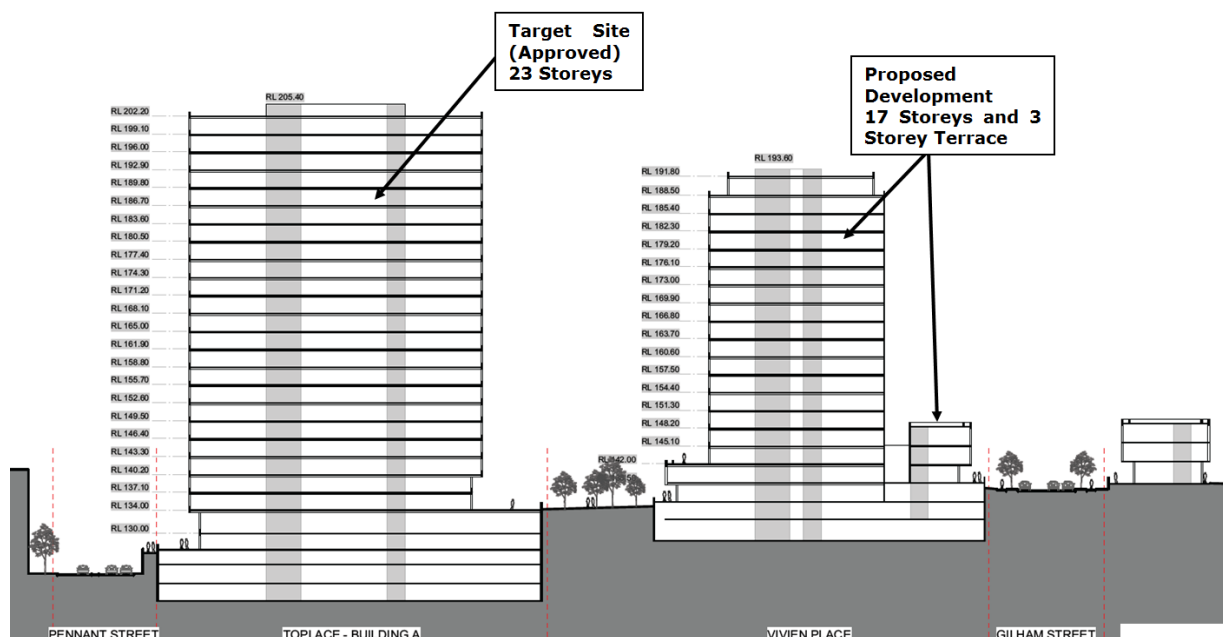 Target Site
(Approved)
23 Storeys
Proposed
Development
17 Storeys and 3
Storey Terrace
RL 205.40
RL 202.20
RL 199.10
RL 196.00
RL 192.90
RL 189.80
RL 186.70
RL 183.60
RL 180.50
RL 177.40
RL 174.30
RL 171.20
RL 168.10
RL 165.00
RL 161.90
RL 158.80
RL 155.70
RL 152.60
RL 149.50
RL 146.40
RL 143.30
RL 140.20
RL 137.10
RL 134.00
RL 130.00
RL 193.60
RL 191.80
RL 188.50
RL 185.40
RL 182.30
RL 179.20
RL 176.10
RL 173.00
RL 169.90
RL 166.80
RL 163.70
RL 160.60
RL 157.50
RL 154.40
RL 151.30
RL 148.20
RL 145.10
RL 142.00
PENNANT STREET
TOPLACE - BUILDING A
VIVIEN PLACE
GILHAM STREET